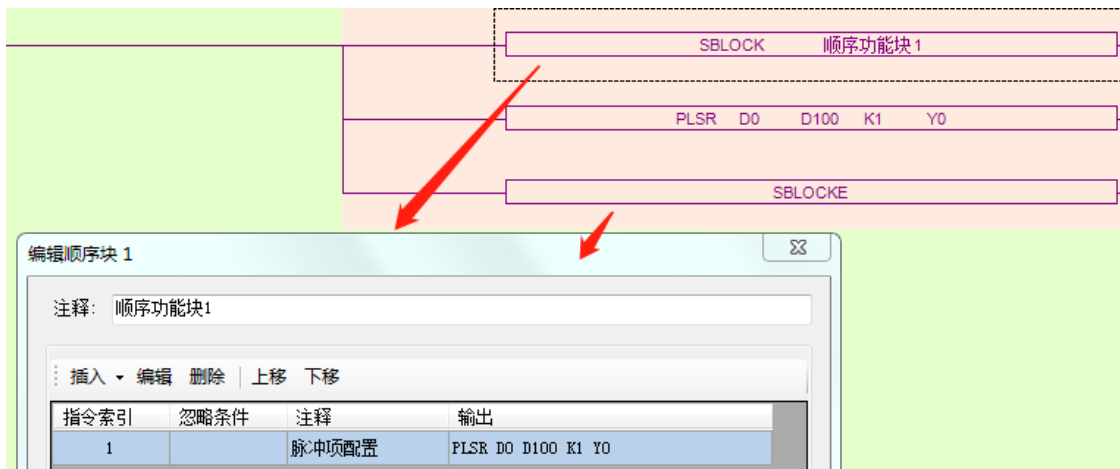 SBLOCK 顺序功能块1
PLSR D0 D100 K1 Y0
SBLOCKE
编辑顺序块 1
注释: 顺序功能块1
插入 编辑 删除 上移 下移
指令索引 忽略条件 注释 输出
1 脉冲项配置 PLSR D0 D100 K1 Y0